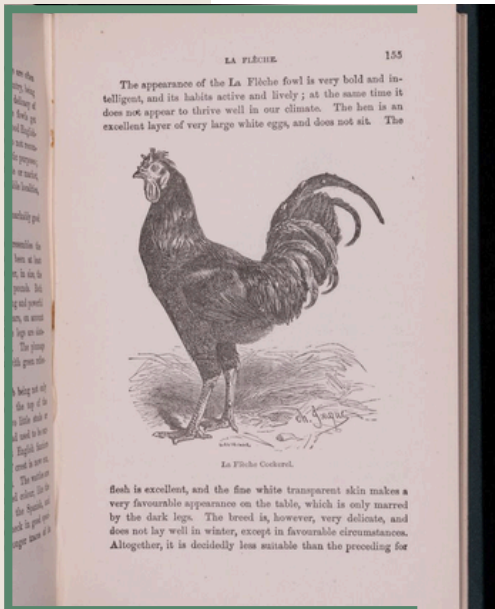 LA FLÈCHE. 155
The appearance of the La Flèche fowl is very bold and in-
telligent, and its habits active and lively; at the same time it
does not appear to thrive well in our climate. The hen is an
excellent layer of very large white eggs, and does not sit. The
Ch. Jaque
La Flèche Cockerel.
flesh is excellent, and the fine white transparent skin makes a
very favourable appearance on the table, which is only marred
by the dark legs. The breed is, however, very delicate, and
does not lay well in winter, except in favourable circumstances.
Altogether, it is decidedly less suitable than the preceding for